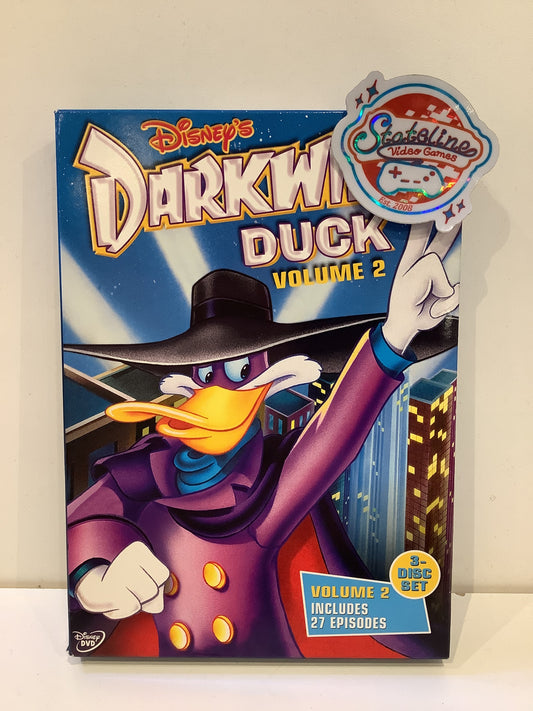 Disney's
DARKWI
DUCK
VOLUME 2
Stateline
Video Games
Est. 2008
3-
DISC
SET
VOLUME 2
INCLUDES
27 EPISODES
Disney
DVD